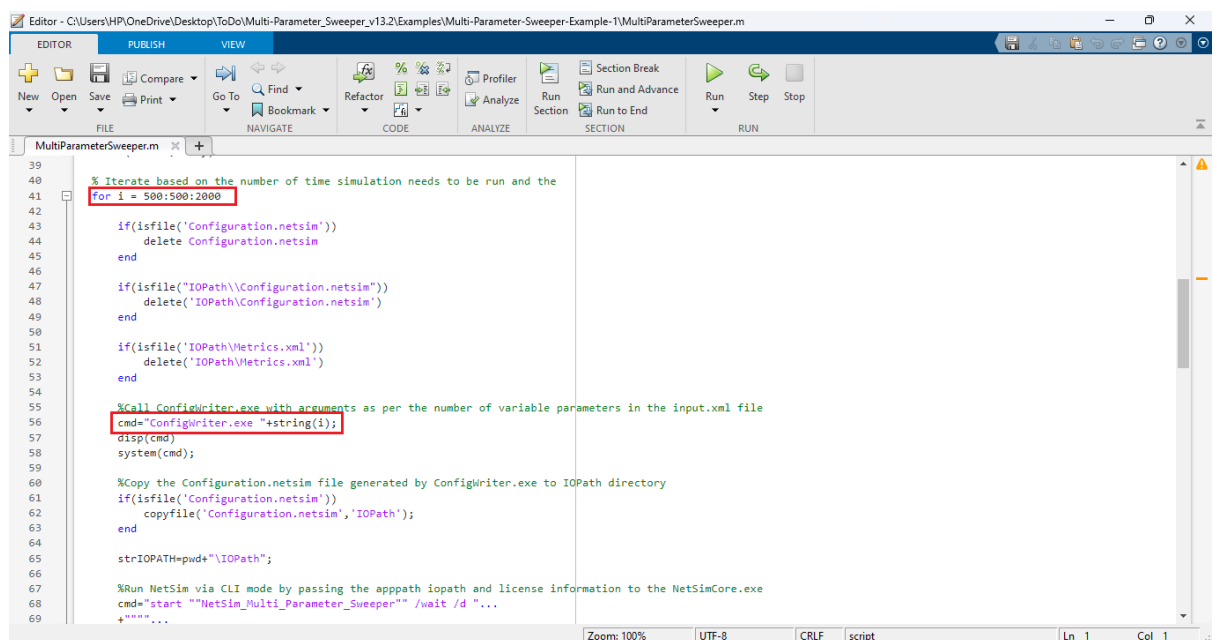 Editor - C:\Users\HP\OneDrive\Desktop\ToDo\Multi-Parameter_Sweeper_v13.2\Examples\Multi-Parameter-Sweeper-Example-1\MultiParameterSweeper.m
EDITOR PUBLISH VIEW
New Open Save Compare Print
Go To Find Bookmark
Refactor
Profiler Analyze
Run Section Section Break Run and Advance Run to End
Run Step Stop
FILE NAVIGATE CODE ANALYZE SECTION RUN
MultiParameterSweeper.m
39
40 % Iterate based on the number of time simulation needs to be run and the
41 for i = 500:500:2000
42
43 if(isfile('Configuration.netsim'))
44 delete Configuration.netsim
45 end
46
47 if(isfile("IOPath\\Configuration.netsim"))
48 delete('IOPath\Configuration.netsim')
49 end
50
51 if(isfile('IOPath\Metrics.xml'))
52 delete('IOPath\Metrics.xml')
53 end
54
55 %Call ConfigWriter.exe with arguments as per the number of variable parameters in the input.xml file
56 cmd="ConfigWriter.exe "+string(i);
57 disp(cmd)
58 system(cmd);
59
60 %Copy the Configuration.netsim file generated by ConfigWriter.exe to IOPath directory
61 if(isfile('Configuration.netsim'))
62 copyfile('Configuration.netsim','IOPath');
63 end
64
65 strIOPATH=pwd+"\IOPath";
66
67 %Run NetSim via CLI mode by passing the apppath iopath and license information to the NetSimCore.exe
68 cmd="start ""NetSim_Multi_Parameter_Sweeper"" /wait /d "...
69 +""""...
Zoom: 100% UTF-8 CRLF script Ln 1 Col 1